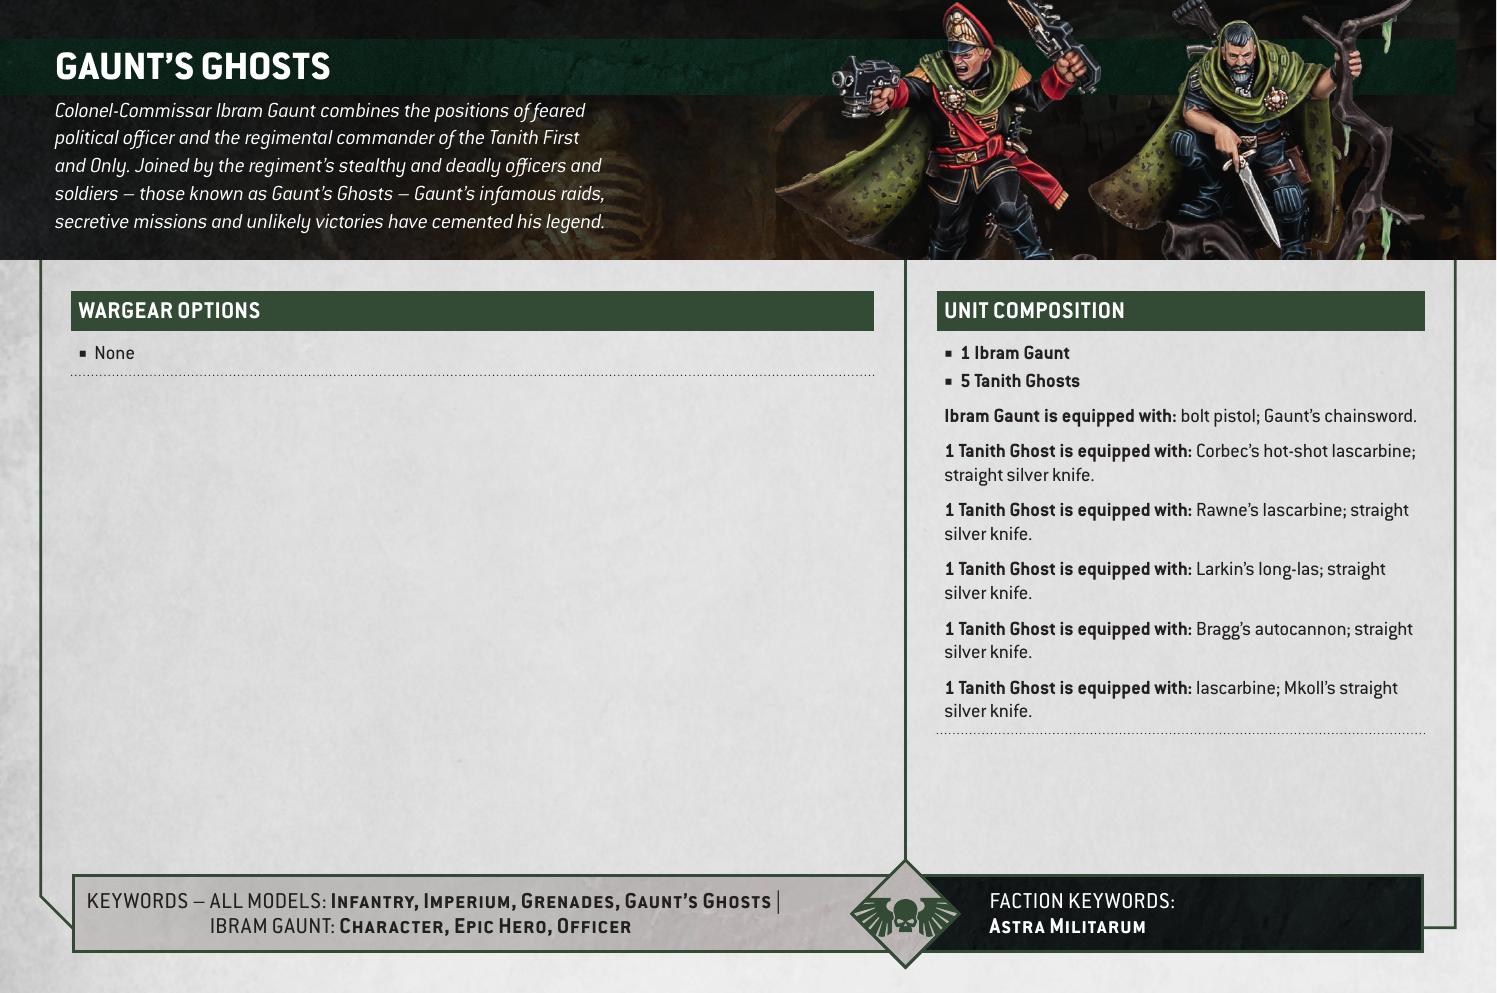 GAUNT'S GHOSTS
Colonel-Commissar Ibram Gaunt combines the positions of feared
political officer and the regimental commander of the Tanith First
and Only. Joined by the regiment's stealthy and deadly officers and
soldiers – those known as Gaunt's Ghosts – Gaunt's infamous raids,
secretive missions and unlikely victories have cemented his legend.
WARGEAR OPTIONS
▪ None
UNIT COMPOSITION
▪ 1 Ibram Gaunt
▪ 5 Tanith Ghosts
Ibram Gaunt is equipped with: bolt pistol; Gaunt's chainsword.
1 Tanith Ghost is equipped with: Corbec's hot-shot lascarbine;
straight silver knife.
1 Tanith Ghost is equipped with: Rawne's lascarbine; straight
silver knife.
1 Tanith Ghost is equipped with: Larkin's long-las; straight
silver knife.
1 Tanith Ghost is equipped with: Bragg's autocannon; straight
silver knife.
1 Tanith Ghost is equipped with: lascarbine; Mkoll's straight
silver knife.
KEYWORDS – ALL MODELS: Infantry, Imperium, Grenades, Gaunt's Ghosts |
IBRAM GAUNT: Character, Epic Hero, Officer
FACTION KEYWORDS:
Astra Militarum